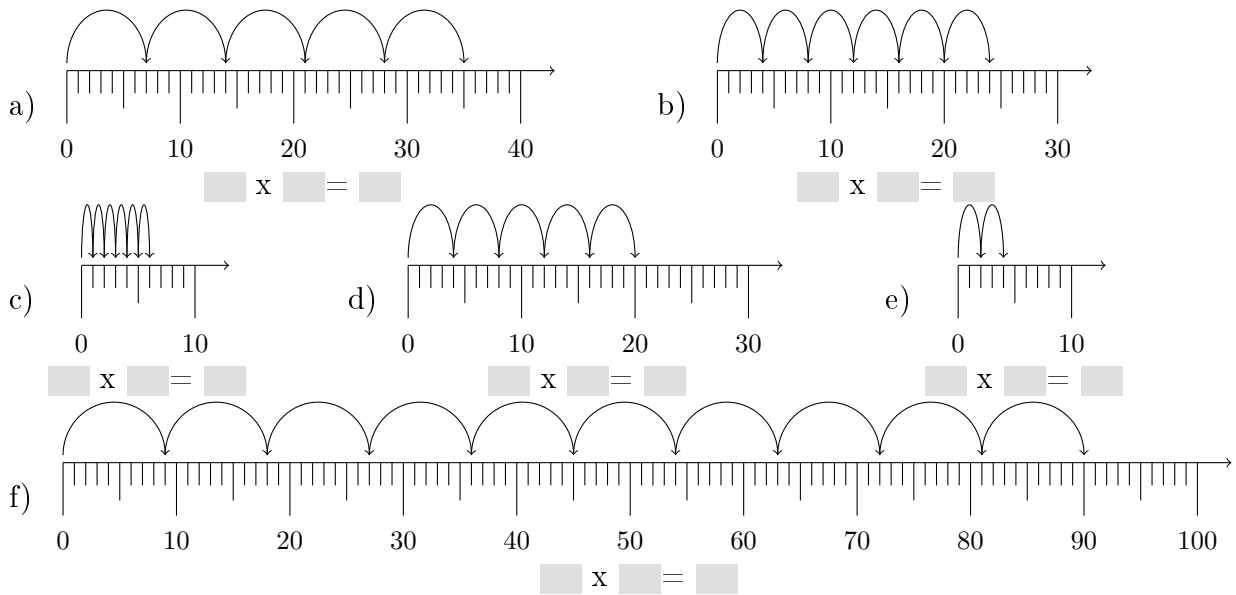 a) b)
0 10 20 30 40 0 10 20 30
x = x =
c) d) e)
0 10 0 10 20 30 0 10
x = x = x =
f)
0 10 20 30 40 50 60 70 80 90 100
x =